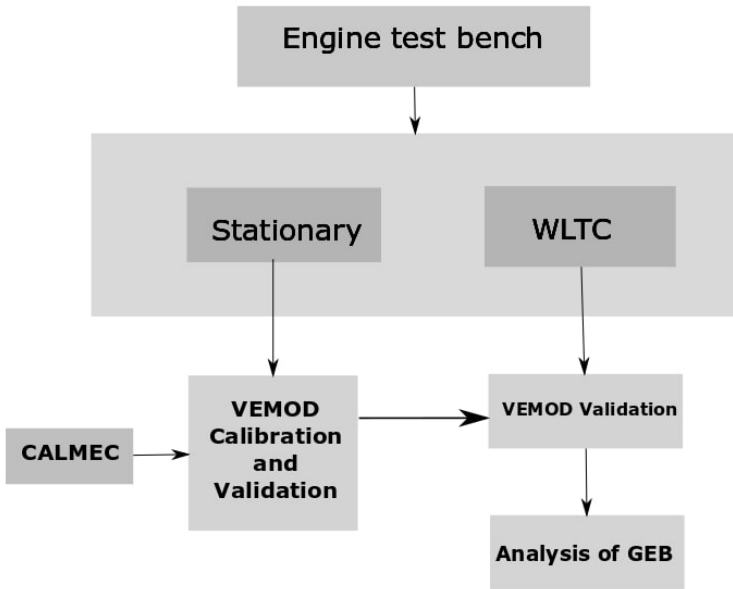 Engine test bench
Stationary
WLTC
VEMOD
Calibration
and
Validation
VEMOD Validation
CALMEC
Analysis of GEB